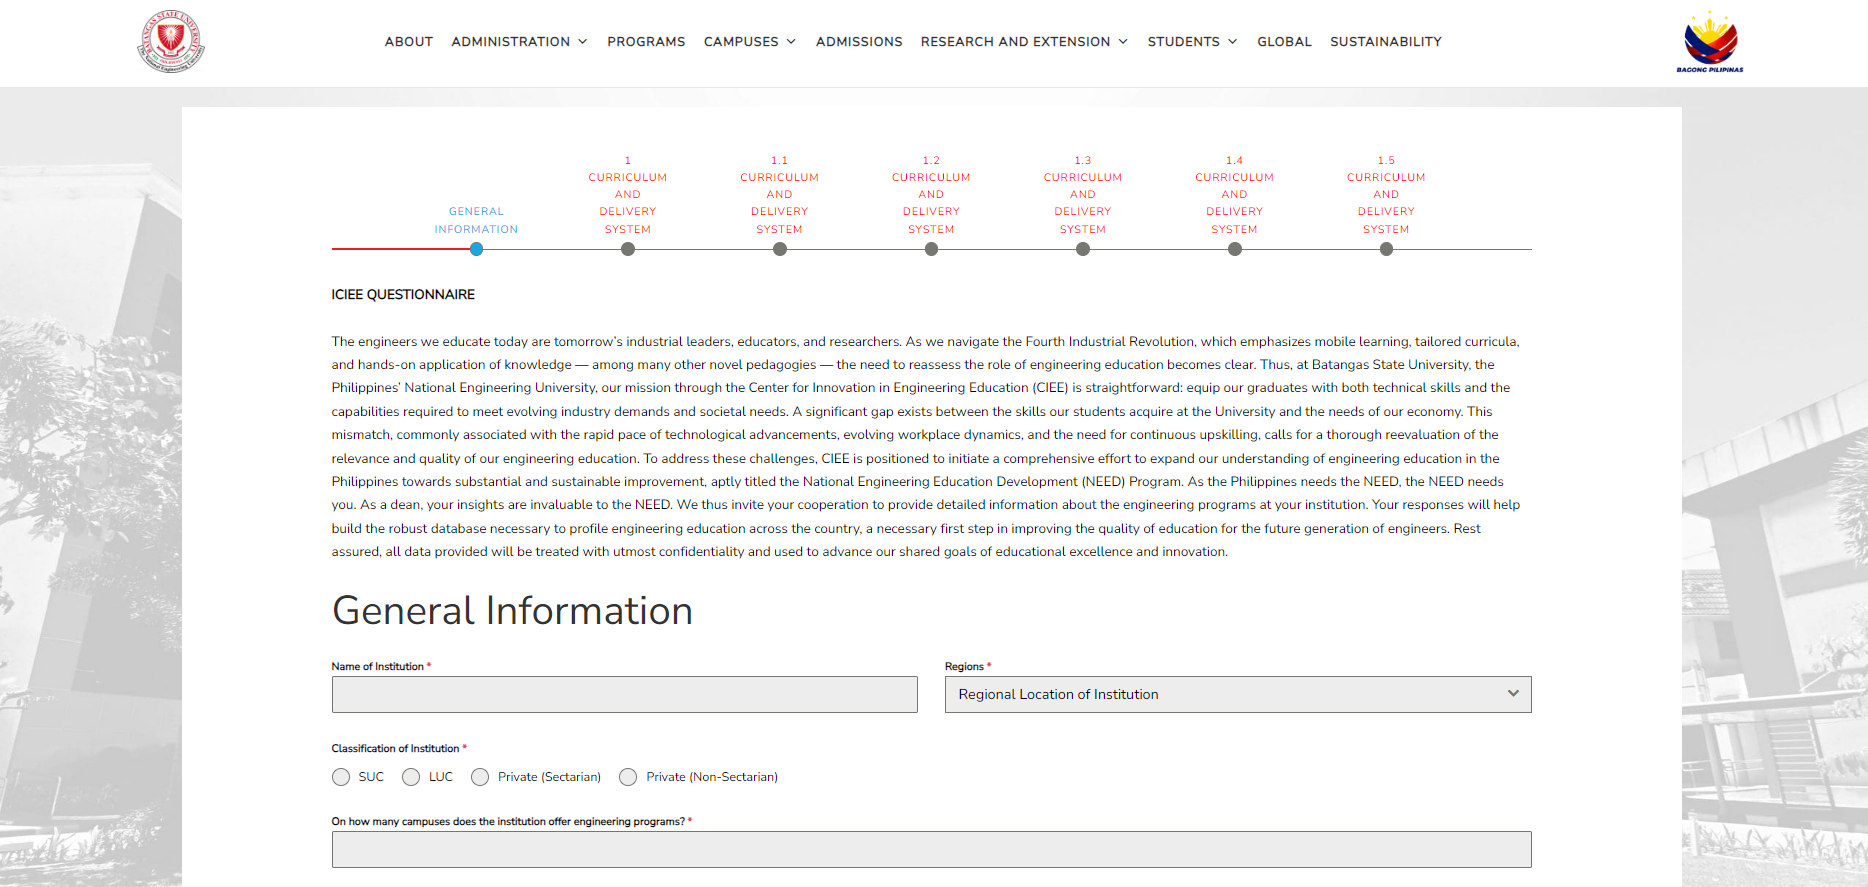 ABOUT ADMINISTRATION PROGRAMS CAMPUSES ADMISSIONS RESEARCH AND EXTENSION STUDENTS GLOBAL SUSTAINABILITY
BATANGAS STATE UNIVERSITY
The National Engineering University
BAGONG PILIPINAS
GENERAL
INFORMATION
1
CURRICULUM
AND
DELIVERY
SYSTEM
1.1
CURRICULUM
AND
DELIVERY
SYSTEM
1.2
CURRICULUM
AND
DELIVERY
SYSTEM
1.3
CURRICULUM
AND
DELIVERY
SYSTEM
1.4
CURRICULUM
AND
DELIVERY
SYSTEM
1.5
CURRICULUM
AND
DELIVERY
SYSTEM
ICIEE QUESTIONNAIRE
The engineers we educate today are tomorrow's industrial leaders, educators, and researchers. As we navigate the Fourth Industrial Revolution, which emphasizes mobile learning, tailored curricula,
and hands-on application of knowledge — among many other novel pedagogies — the need to reassess the role of engineering education becomes clear. Thus, at Batangas State University, the
Philippines' National Engineering University, our mission through the Center for Innovation in Engineering Education (CIEE) is straightforward: equip our graduates with both technical skills and the
capabilities required to meet evolving industry demands and societal needs. A significant gap exists between the skills our students acquire at the University and the needs of our economy. This
mismatch, commonly associated with the rapid pace of technological advancements, evolving workplace dynamics, and the need for continuous upskilling, calls for a thorough reevaluation of the
relevance and quality of our engineering education. To address these challenges, CIEE is positioned to initiate a comprehensive effort to expand our understanding of engineering education in the
Philippines towards substantial and sustainable improvement, aptly titled the National Engineering Education Development (NEED) Program. As the Philippines needs the NEED, the NEED needs
you. As a dean, your insights are invaluable to the NEED. We thus invite your cooperation to provide detailed information about the engineering programs at your institution. Your responses will help
build the robust database necessary to profile engineering education across the country, a necessary first step in improving the quality of education for the future generation of engineers. Rest
assured, all data provided will be treated with utmost confidentiality and used to advance our shared goals of educational excellence and innovation.
General Information
Name of Institution *
Regions *
Regional Location of Institution
Classification of Institution *
SUC LUC Private (Sectarian) Private (Non-Sectarian)
On how many campuses does the institution offer engineering programs? *